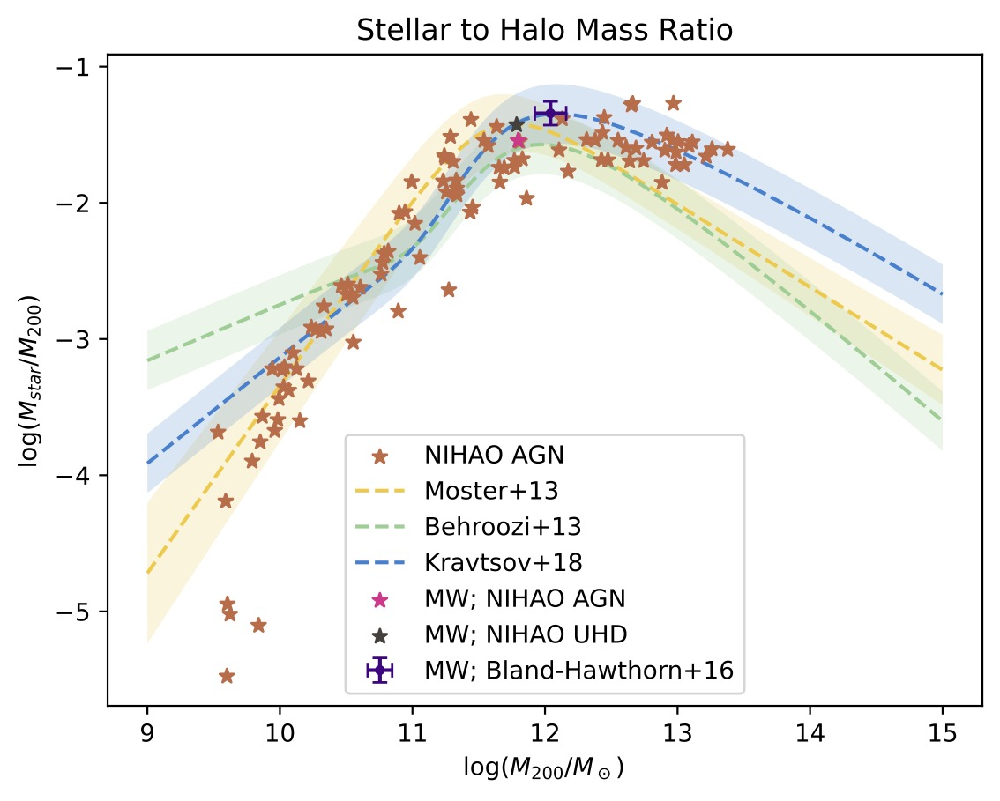 Stellar to Halo Mass Ratio
−1
−2
−3
−4
−5
log(M_star/M_200)
NIHAO AGN
Moster+13
Behroozi+13
Kravtsov+18
MW; NIHAO AGN
MW; NIHAO UHD
MW; Bland-Hawthorn+16
9 10 11 12 13 14 15
log(M_200/M_⊙)